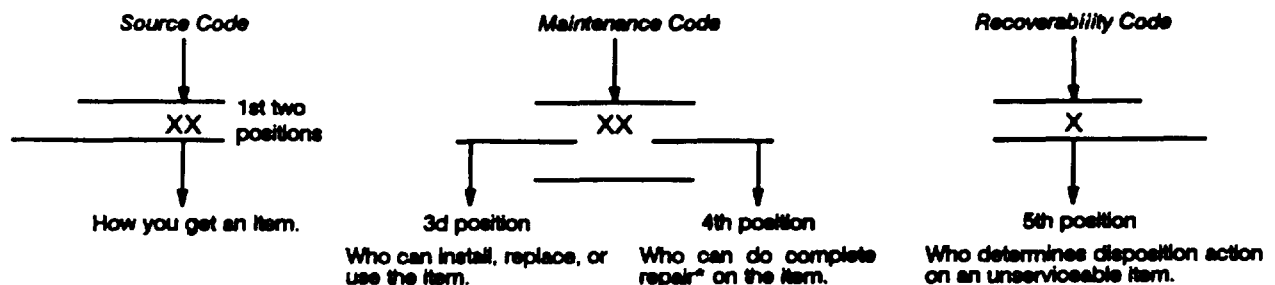 Source Code
Maintenance Code
Recoverability Code
XX
1st two
positions
XX
X
How you get an item.
3d position
4th position
5th position
Who can install, replace, or
use the item.
Who can do complete
repair* on the item.
Who determines disposition action
on an unserviceable item.